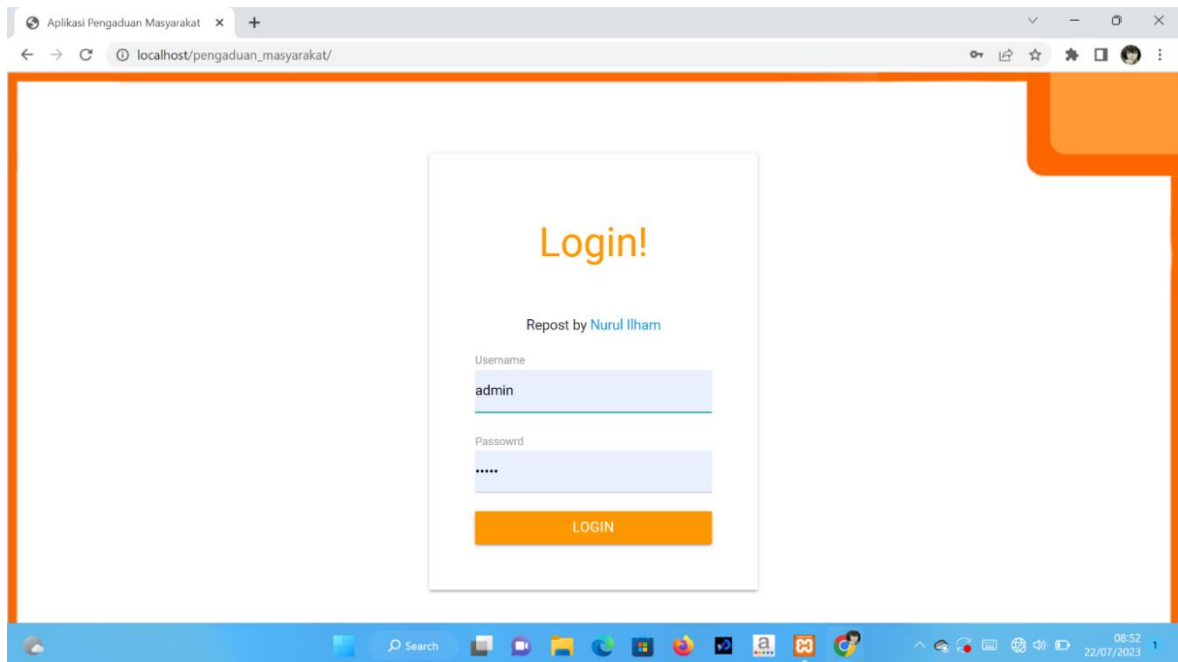 Aplikasi Pengaduan Masyarakat
localhost/pengaduan_masyarakat/
Login!
Repost by Nurul Ilham
Username
admin
Passowrd
•••••
LOGIN
Search
a
08:52
22/07/2023
1